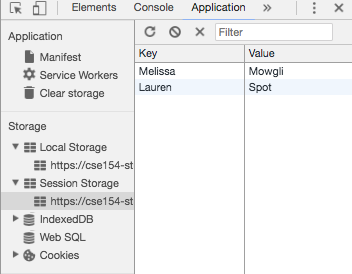 Elements Console Application
Application
Manifest
Service Workers
Clear storage
Storage
Local Storage
https://cse154-st
Session Storage
https://cse154-st
IndexedDB
Web SQL
Cookies
Filter
Key Value
Melissa Mowgli
Lauren Spot